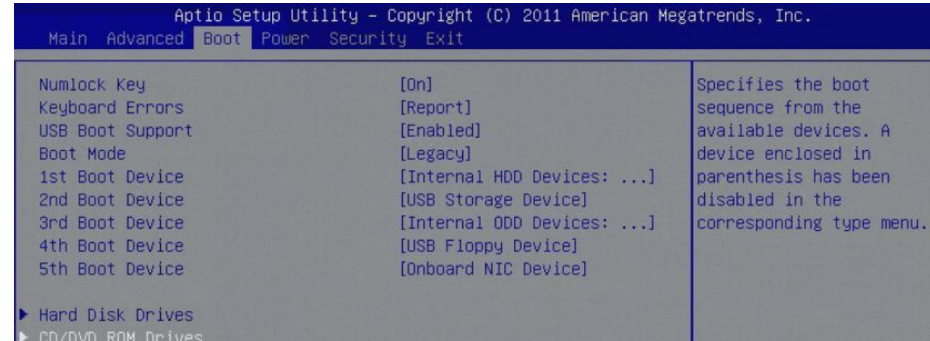 Aptio Setup Utility – Copyright (C) 2011 American Megatrends, Inc.
Main Advanced Boot Power Security Exit
Numlock Key [On]
Keyboard Errors [Report]
USB Boot Support [Enabled]
Boot Mode [Legacy]
1st Boot Device [Internal HDD Devices: ...]
2nd Boot Device [USB Storage Device]
3rd Boot Device [Internal ODD Devices: ...]
4th Boot Device [USB Floppy Device]
5th Boot Device [Onboard NIC Device]
Hard Disk Drives
CD/DVD ROM Drives
Specifies the boot
sequence from the
available devices. A
device enclosed in
parenthesis has been
disabled in the
corresponding type menu.